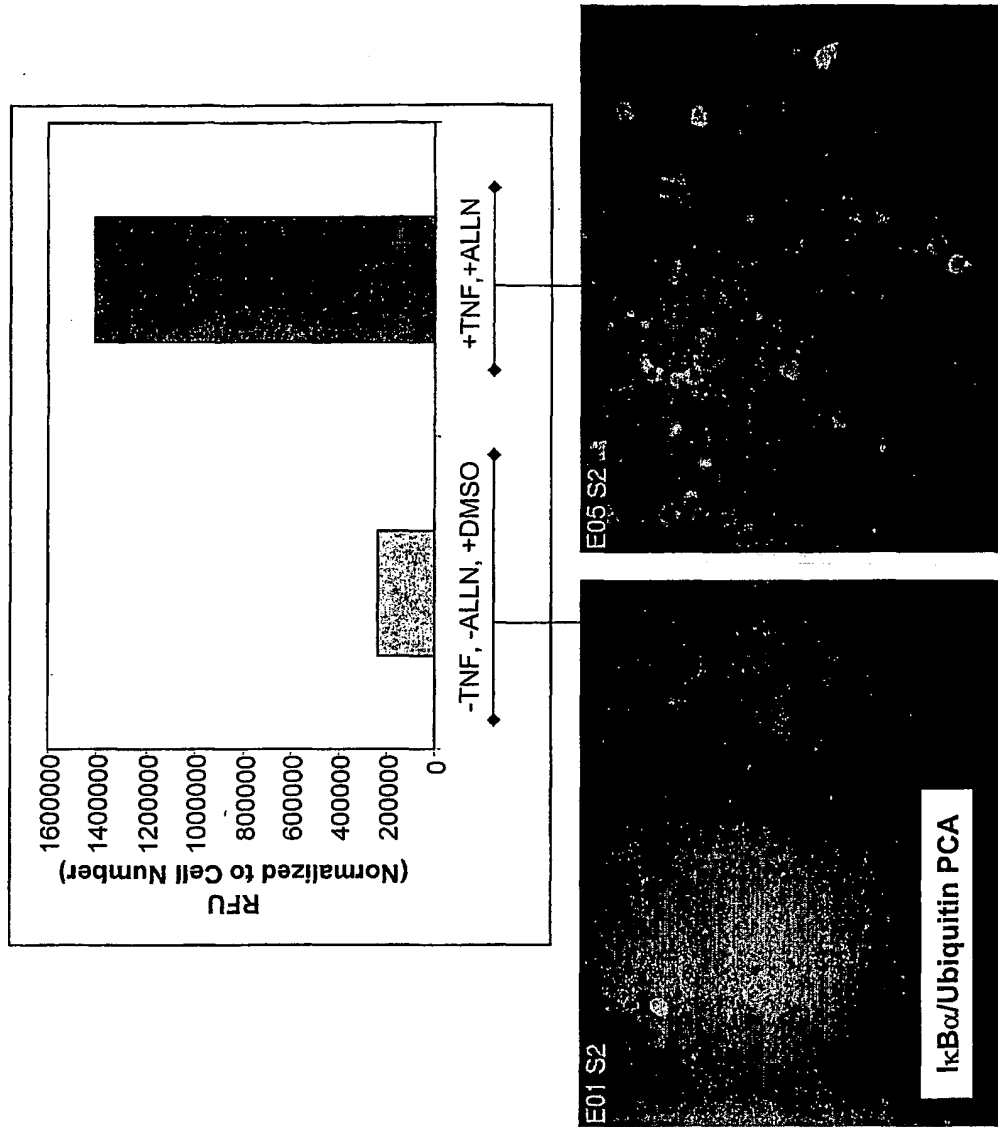 RFU
(Normalized to Cell Number)
1600000
1400000
1200000
1000000
800000
600000
400000
200000
0
-TNF, -ALLN, +DMSO
+TNF,+ALLN
E01 S2
E05 S2
IκBα/Ubiquitin PCA